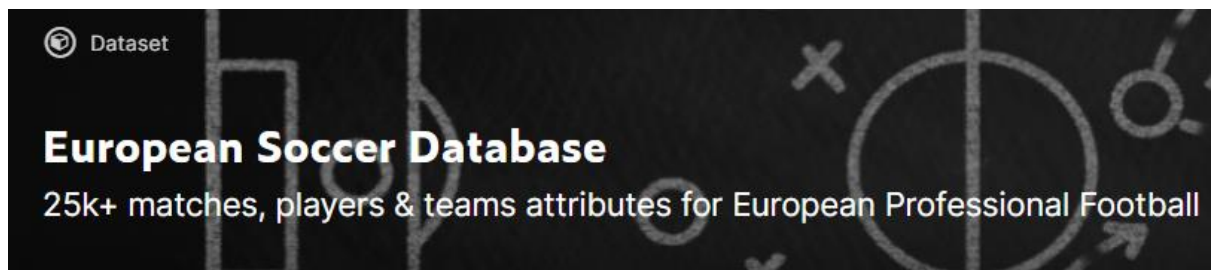 Dataset
European Soccer Database
25k+ matches, players & teams attributes for European Professional Football